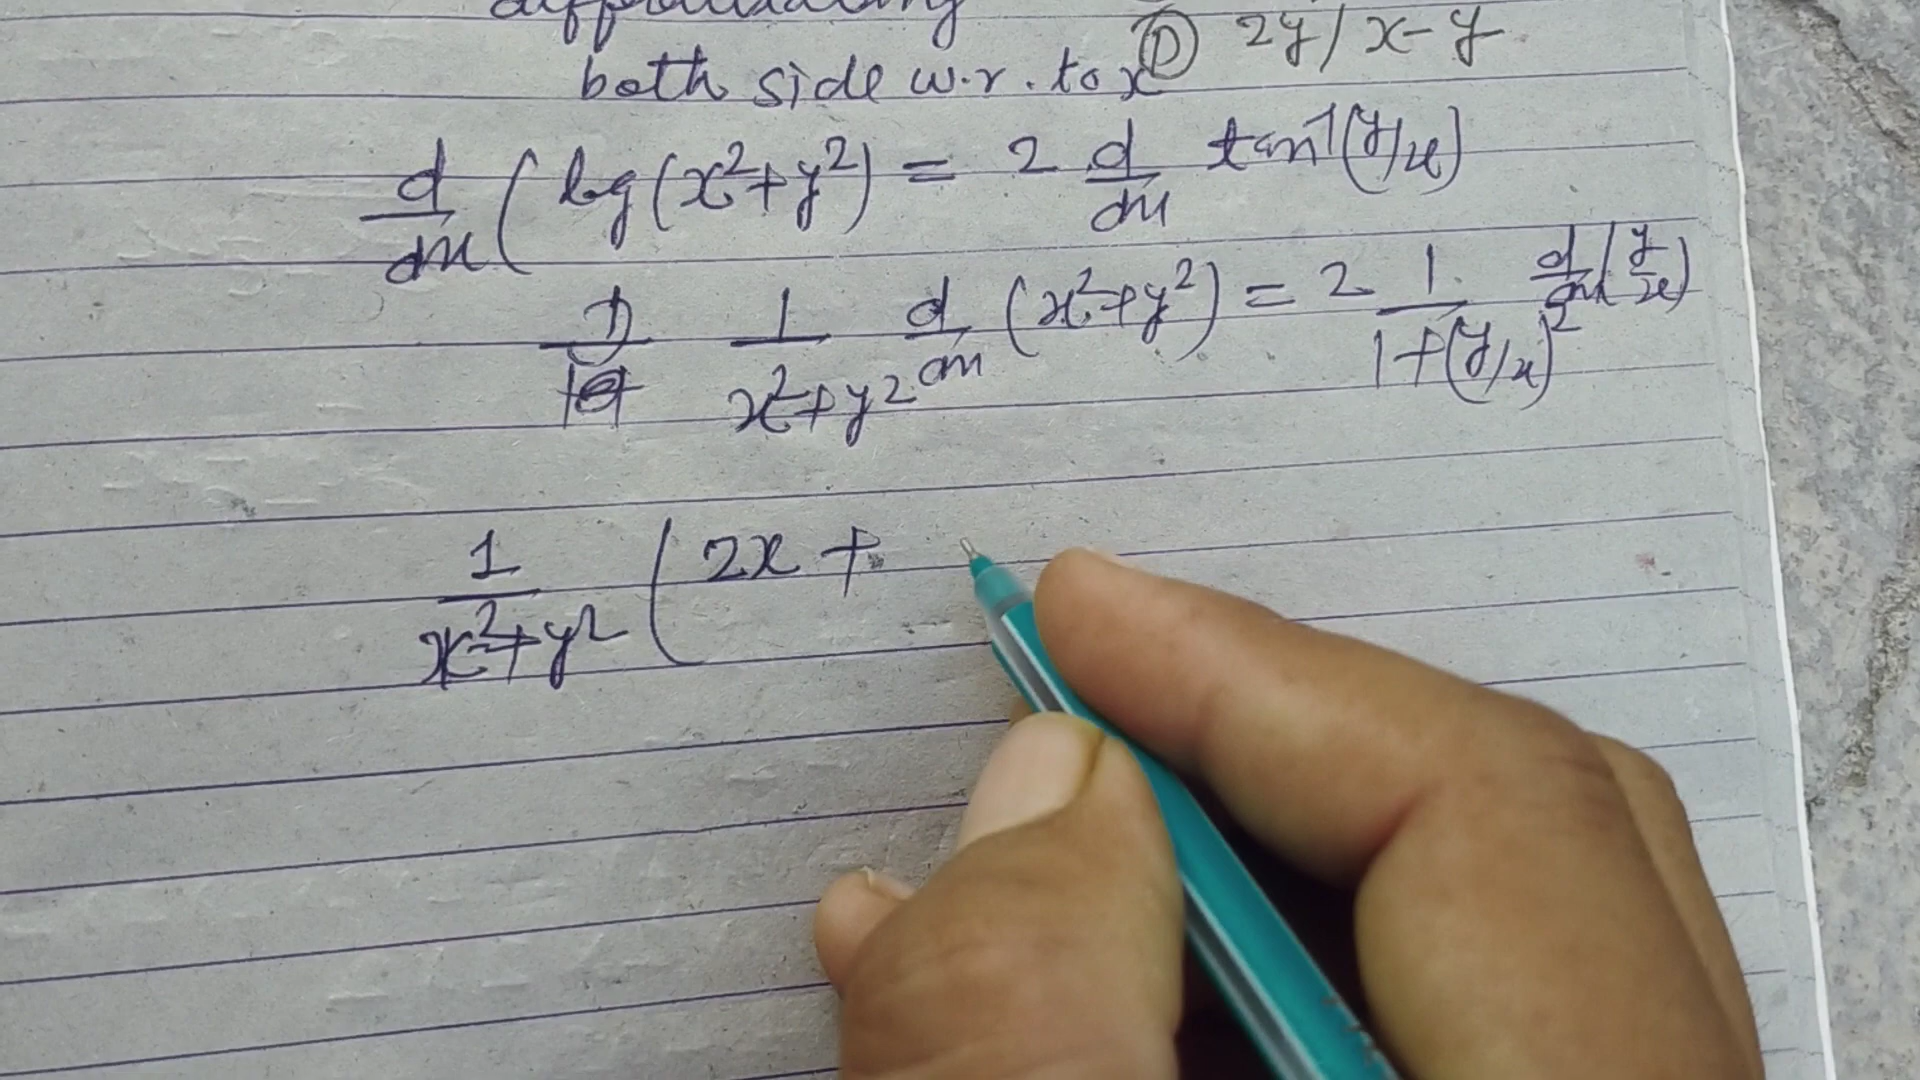 differentiating
Ⓓ 2y/x-y
both side w.r.to x
d/dx (log(x²+y²) = 2 d/dx tan⁻¹(y/x)
1/x²+y² d/dx (x²+y²) = 2 1/1+(y/x)² d/dx(y/x)
1/x²+y² (2x +